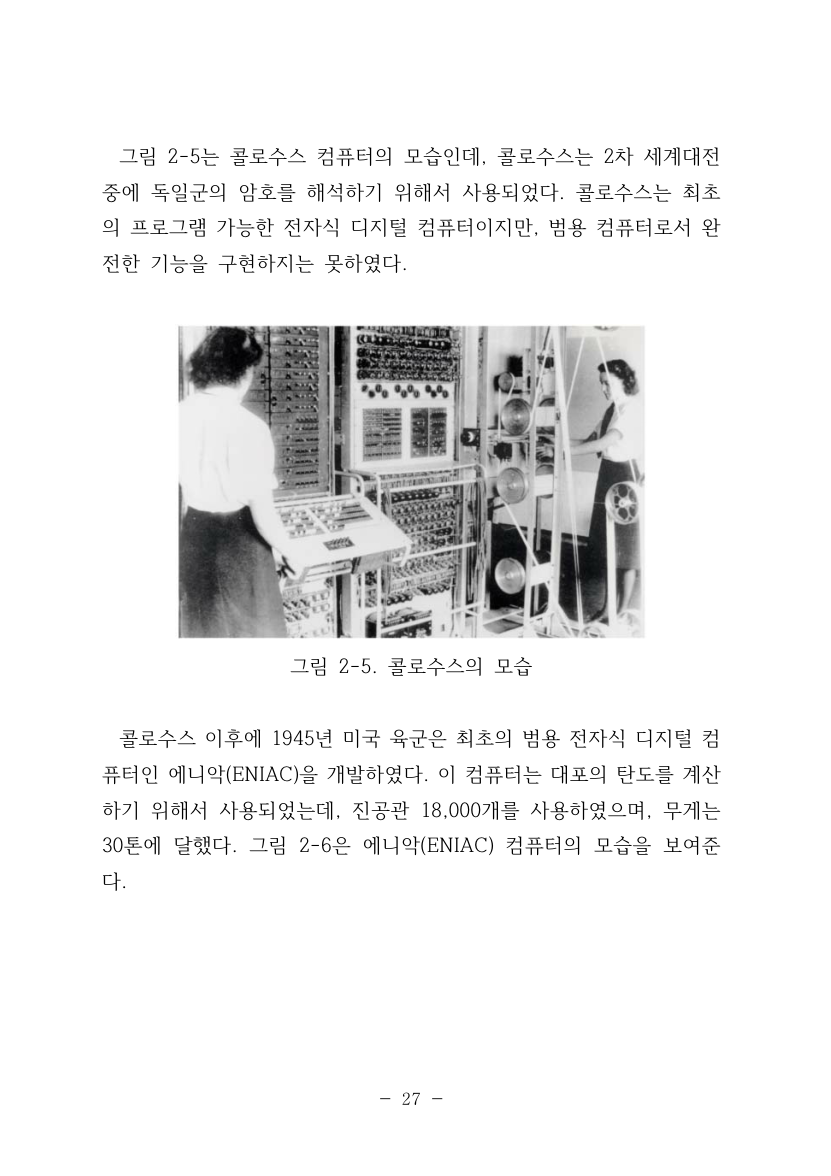 그림 2-5는 콜로수스 컴퓨터의 모습인데, 콜로수스는 2차 세계대전
중에 독일군의 암호를 해석하기 위해서 사용되었다. 콜로수스는 최초
의 프로그램 가능한 전자식 디지털 컴퓨터이지만, 범용 컴퓨터로서 완
전한 기능을 구현하지는 못하였다.
그림 2-5. 콜로수스의 모습
콜로수스 이후에 1945년 미국 육군은 최초의 범용 전자식 디지털 컴
퓨터인 에니악(ENIAC)을 개발하였다. 이 컴퓨터는 대포의 탄도를 계산
하기 위해서 사용되었는데, 진공관 18,000개를 사용하였으며, 무게는
30톤에 달했다. 그림 2-6은 에니악(ENIAC) 컴퓨터의 모습을 보여준
다.
- 27 -